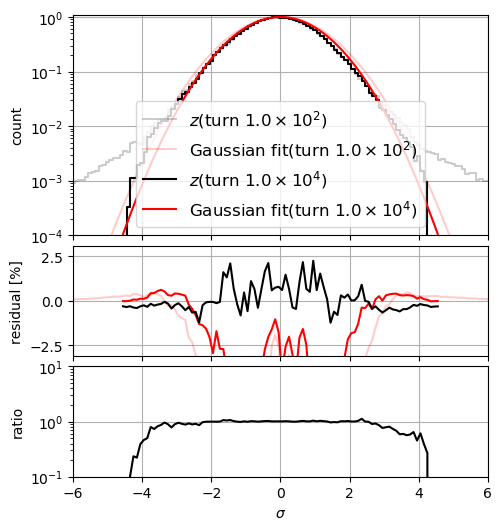 10⁰
10⁻¹
10⁻²
10⁻³
10⁻⁴
count
z(turn 1.0 × 10²)
Gaussian fit(turn 1.0 × 10²)
z(turn 1.0 × 10⁴)
Gaussian fit(turn 1.0 × 10⁴)
2.5
0.0
−2.5
residual [%]
10¹
10⁰
10⁻¹
ratio
−6 −4 −2 0 2 4 6
σ